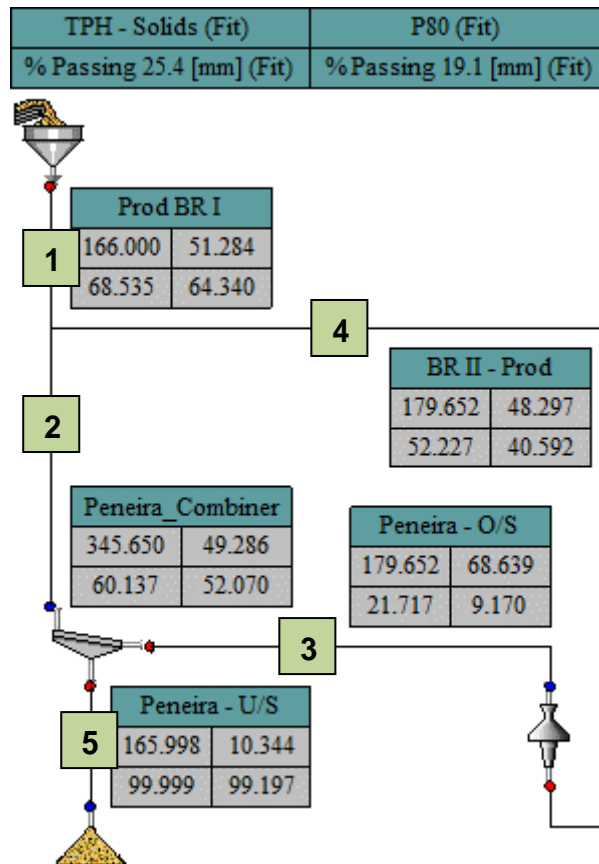 TPH - Solids (Fit) P80 (Fit)
% Passing 25.4 [mm] (Fit) % Passing 19.1 [mm] (Fit)
Prod BR I
1 166.000 51.284
68.535 64.340
4
BR II - Prod
179.652 48.297
52.227 40.592
2
Peneira_Combiner
345.650 49.286
60.137 52.070
Peneira - O/S
179.652 68.639
21.717 9.170
3
Peneira - U/S
5 165.998 10.344
99.999 99.197